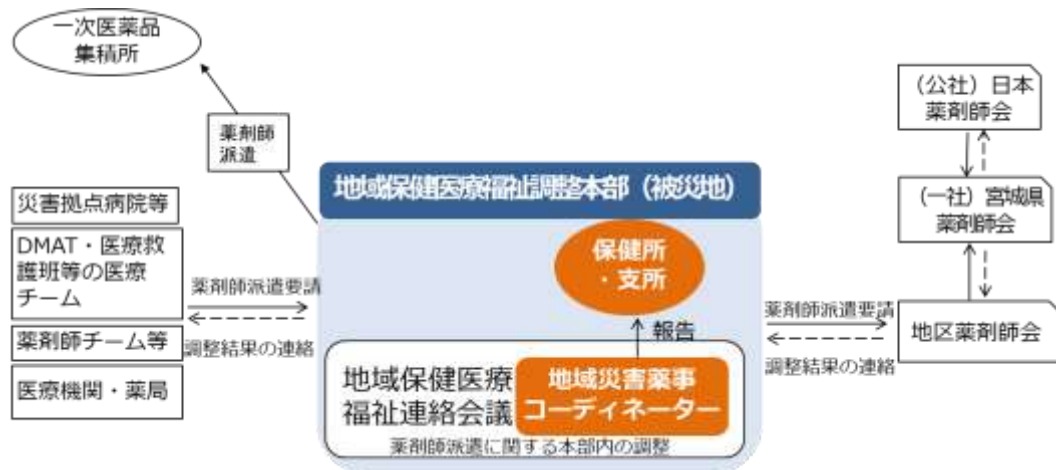 一次医薬品
集積所
薬剤師
派遣
災害拠点病院等
DMAT・医療救
護班等の医療
チーム
薬剤師チーム等
医療機関・薬局
薬剤師派遣要請
調整結果の連絡
地域保健医療福祉調整本部（被災地）
保健所
・支所
報告
地域保健医療
福祉連絡会議
地域災害薬事
コーディネーター
薬剤師派遣に関する本部内の調整
薬剤師派遣要請
調整結果の連絡
（公社）日本
薬剤師会
（一社）宮城県
薬剤師会
地区薬剤師会